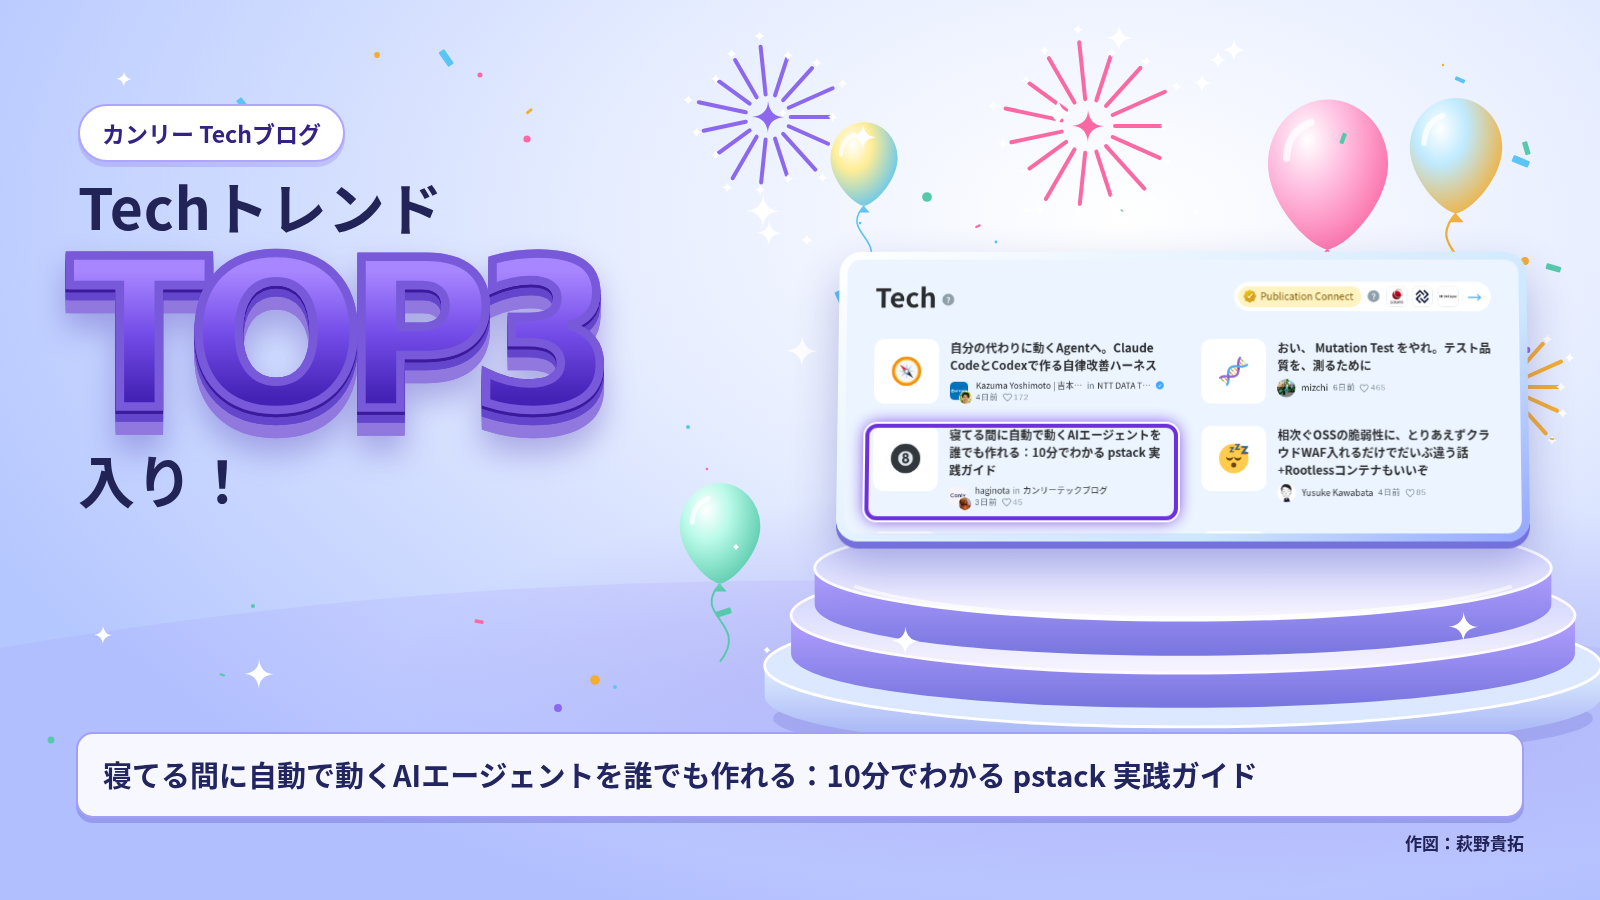 カンリー Techブログ
Techトレンド
TOP3
入り！
Tech ?
Publication Connect ?
自分の代わりに動くAgentへ。Claude
CodeとCodexで作る自律改善ハーネス
Kazuma Yoshimoto | 吉本… in NTT DATA T…
4日前 172
おい、 Mutation Test をやれ。テスト品
質を、測るために
mizchi 6日前 465
8
寝てる間に自動で動くAIエージェントを
誰でも作れる：10分でわかる pstack 実
践ガイド
haginota in カンリーテックブログ
3日前 45
相次ぐOSSの脆弱性に、とりあえずクラ
ウドWAF入れるだけでだいぶ違う話
+Rootlessコンテナもいいぞ
Yusuke Kawabata 4日前 85
寝てる間に自動で動くAIエージェントを誰でも作れる：10分でわかる pstack 実践ガイド
作図：萩野貴拓